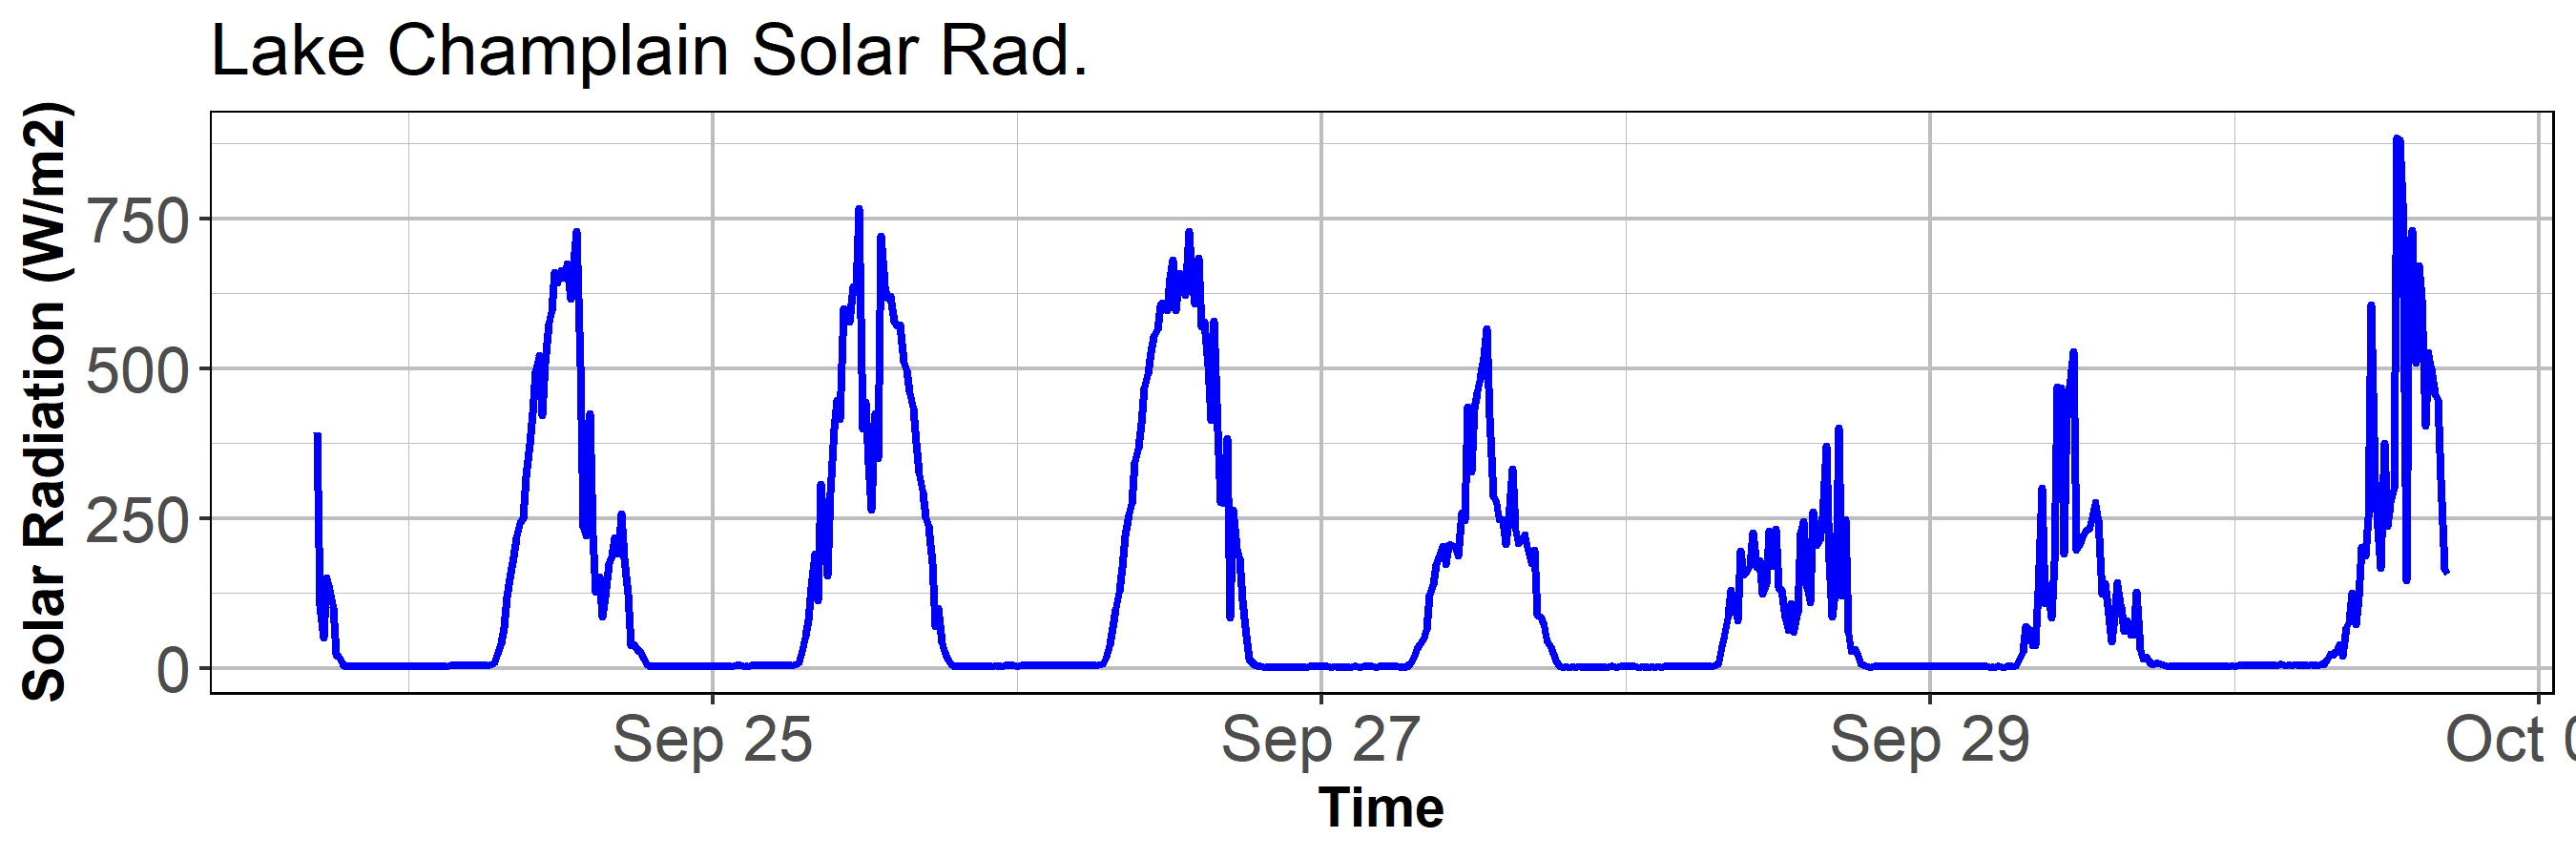 Lake Champlain Solar Rad.
Solar Radiation (W/m2)
750
500
250
0
Sep 25 Sep 27 Sep 29 Oct
Time